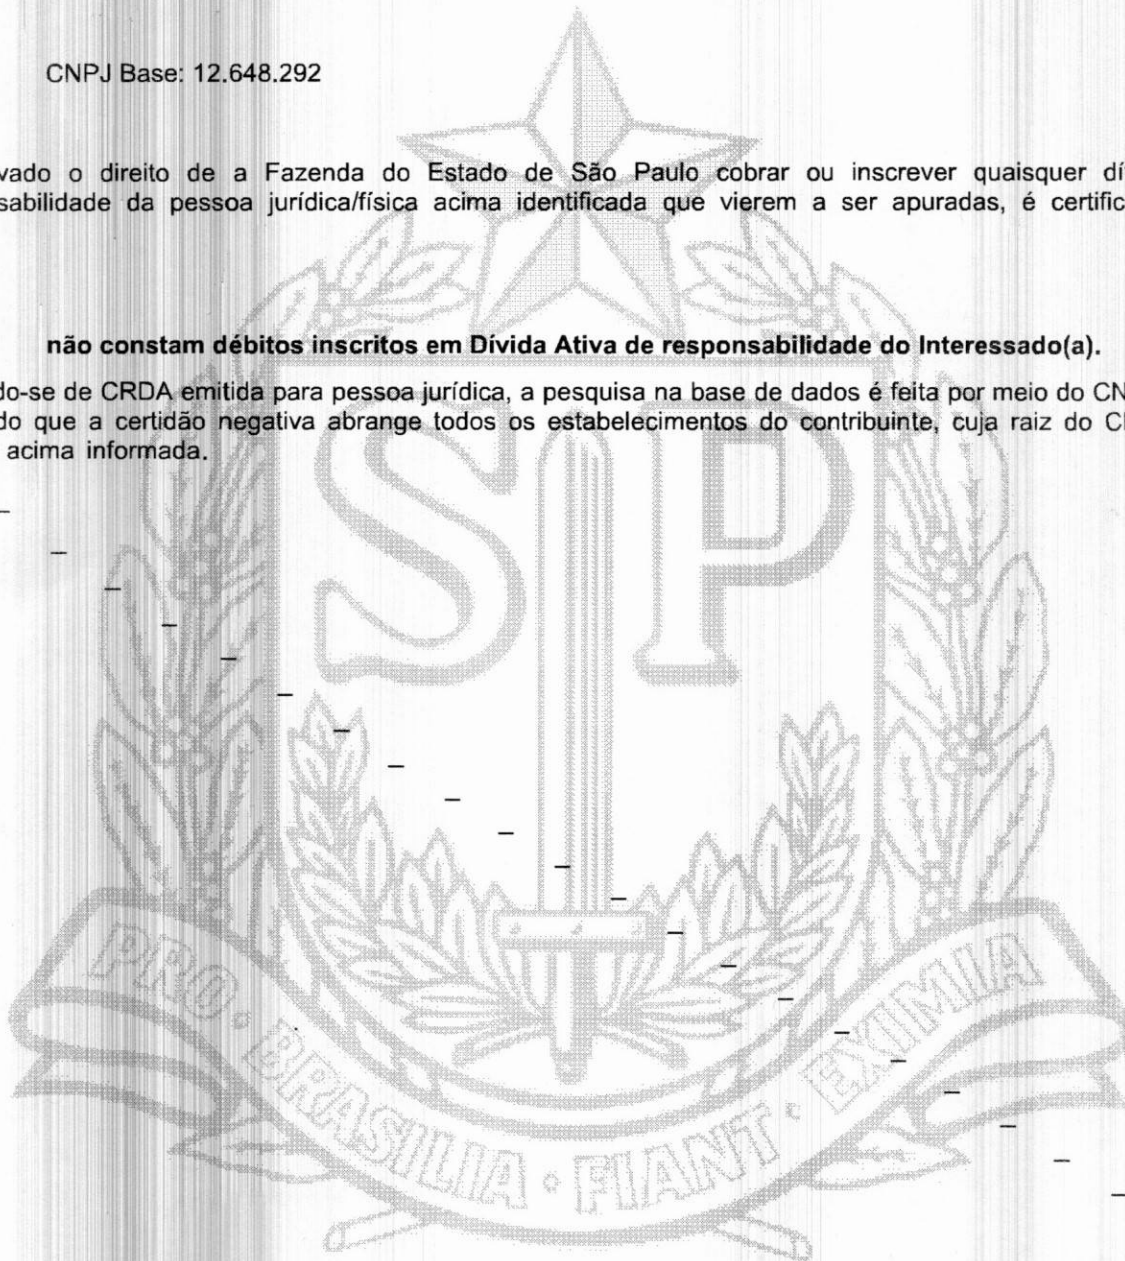 CNPJ Base: 12.648.292
vado o direito de a Fazenda do Estado de São Paulo cobrar ou inscrever quaisquer
sabilidade da pessoa jurídica/física acima identificada que vierem a ser apuradas, é certific
não constam débitos inscritos em Dívida Ativa de responsabilidade do Interessado(a).
do-se de CRDA emitida para pessoa jurídica, a pesquisa na base de dados é feita por meio do CN
do que a certidão negativa abrange todos os estabelecimentos do contribuinte, cuja raiz do
acima informada.
SP
PRO · BRASILIA · FIANT · EXIMIA